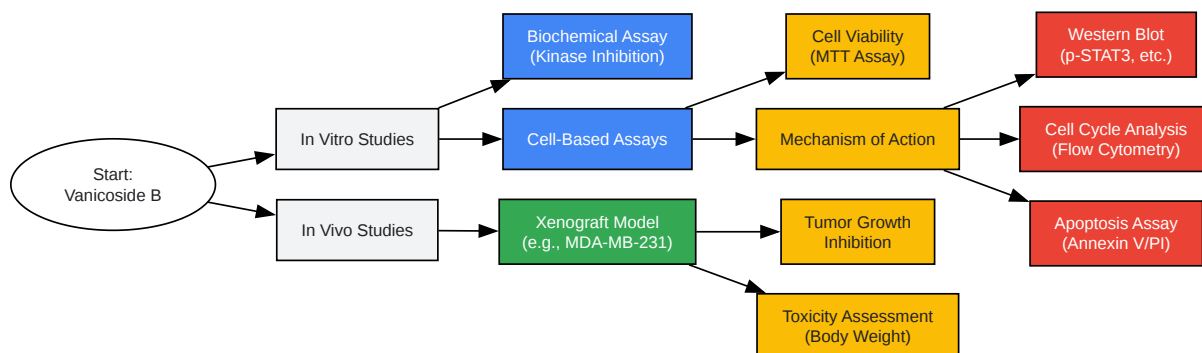 Start:
Vanicoside B
In Vitro Studies
In Vivo Studies
Biochemical Assay
(Kinase Inhibition)
Cell-Based Assays
Xenograft Model
(e.g., MDA-MB-231)
Cell Viability
(MTT Assay)
Mechanism of Action
Tumor Growth
Inhibition
Toxicity Assessment
(Body Weight)
Western Blot
(p-STAT3, etc.)
Cell Cycle Analysis
(Flow Cytometry)
Apoptosis Assay
(Annexin V/PI)